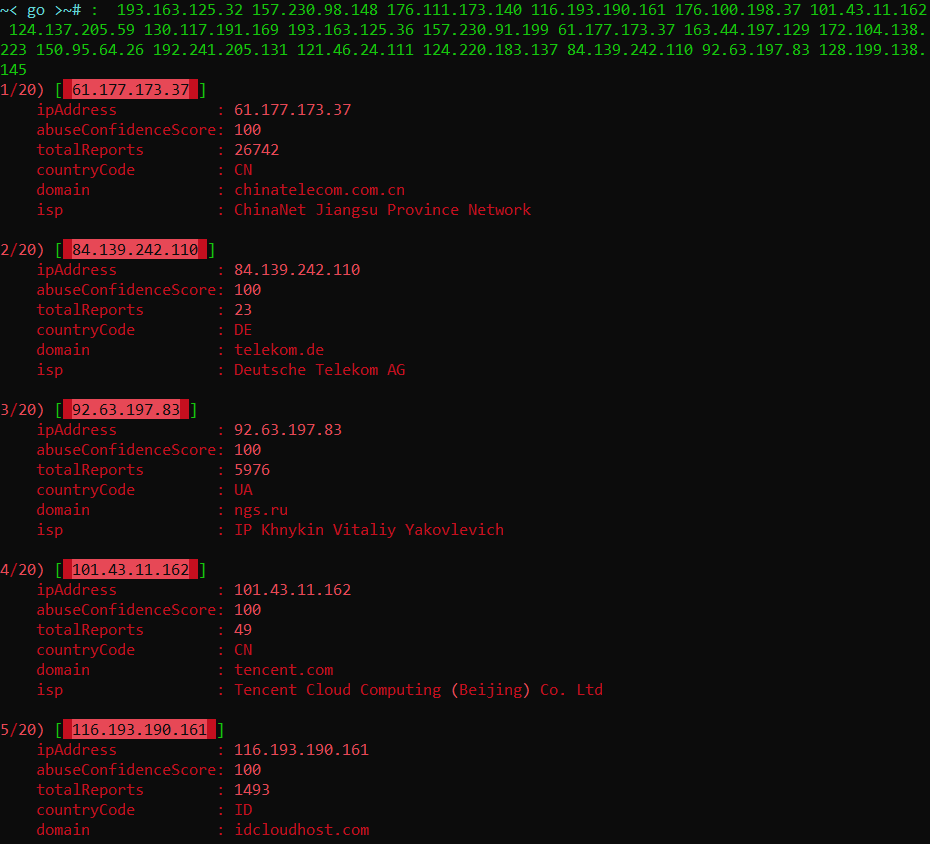 ~< go >~# :  193.163.125.32 157.230.98.148 176.111.173.140 116.193.190.161 176.100.198.37 101.43.11.162
 124.137.205.59 130.117.191.169 193.163.125.36 157.230.91.199 61.177.173.37 163.44.197.129 172.104.138.
223 150.95.64.26 192.241.205.131 121.46.24.111 124.220.183.137 84.139.242.110 92.63.197.83 128.199.138.
145
1/20) [ 61.177.173.37 ]
    ipAddress           : 61.177.173.37
    abuseConfidenceScore: 100
    totalReports        : 26742
    countryCode         : CN
    domain              : chinatelecom.com.cn
    isp                 : ChinaNet Jiangsu Province Network
2/20) [ 84.139.242.110 ]
    ipAddress           : 84.139.242.110
    abuseConfidenceScore: 100
    totalReports        : 23
    countryCode         : DE
    domain              : telekom.de
    isp                 : Deutsche Telekom AG
3/20) [ 92.63.197.83 ]
    ipAddress           : 92.63.197.83
    abuseConfidenceScore: 100
    totalReports        : 5976
    countryCode         : UA
    domain              : ngs.ru
    isp                 : IP Khnykin Vitaliy Yakovlevich
4/20) [ 101.43.11.162 ]
    ipAddress           : 101.43.11.162
    abuseConfidenceScore: 100
    totalReports        : 49
    countryCode         : CN
    domain              : tencent.com
    isp                 : Tencent Cloud Computing (Beijing) Co. Ltd
5/20) [ 116.193.190.161 ]
    ipAddress           : 116.193.190.161
    abuseConfidenceScore: 100
    totalReports        : 1493
    countryCode         : ID
    domain              : idcloudhost.com